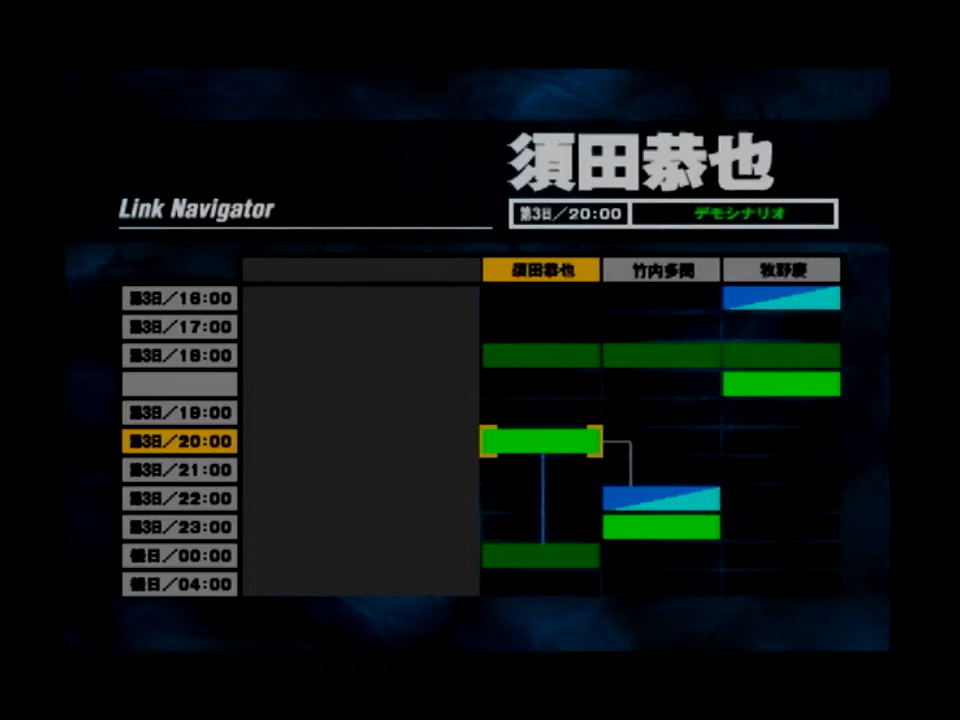 須田恭也
Link Navigator
第3日／20:00 デモシナリオ
須田恭也 竹内多聞 牧野慶
第3日／16:00
第3日／17:00
第3日／18:00
第3日／19:00
第3日／20:00
第3日／21:00
第3日／22:00
第3日／23:00
後日／00:00
後日／04:00